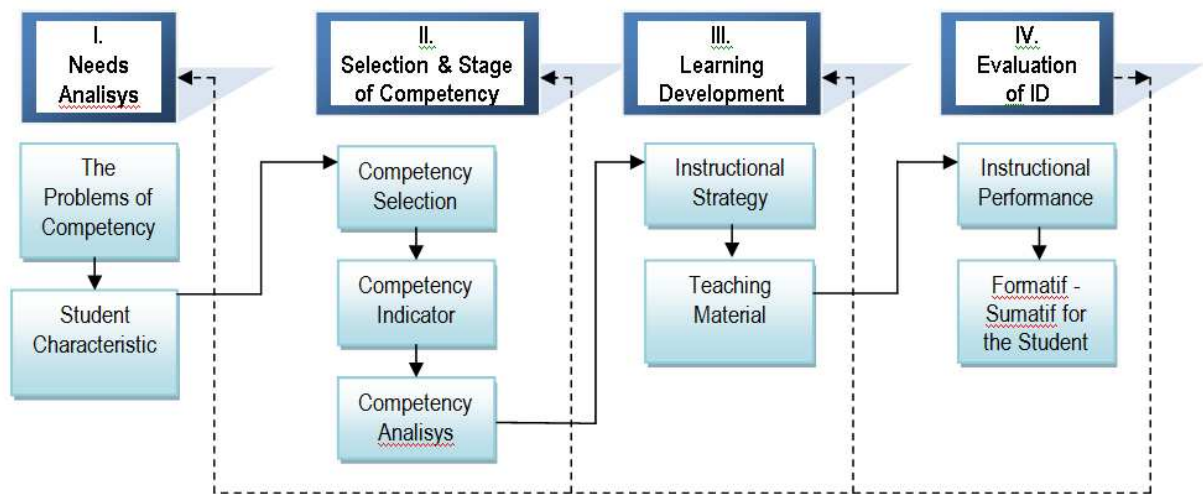 I.
Needs
Analisys
II.
Selection & Stage
of Competency
III.
Learning
Development
IV.
Evaluation
of ID
The
Problems of
Competency
Student
Characteristic
Competency
Selection
Competency
Indicator
Competency
Analisys
Instructional
Strategy
Teaching
Material
Instructional
Performance
Formatif -
Sumatif for
the Student